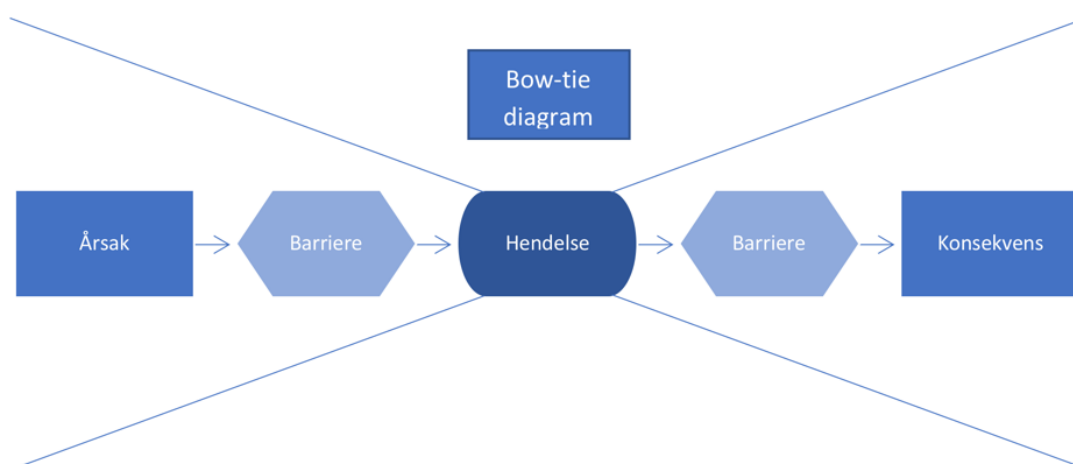 Bow-tie
diagram
Årsak
Barriere
Hendelse
Barriere
Konsekvens